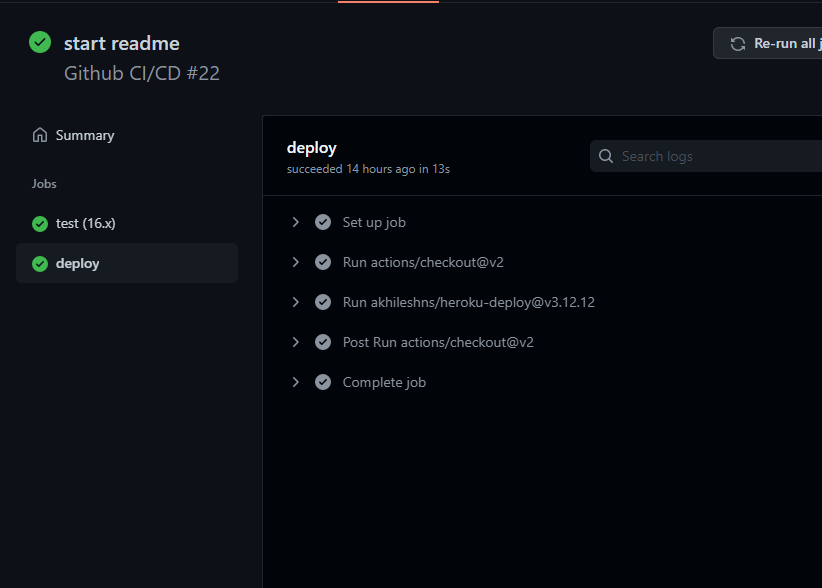 start readme
Github CI/CD #22
Re-run all j
Summary
Jobs
test (16.x)
deploy
deploy
succeeded 14 hours ago in 13s
Search logs
Set up job
Run actions/checkout@v2
Run akhileshns/heroku-deploy@v3.12.12
Post Run actions/checkout@v2
Complete job